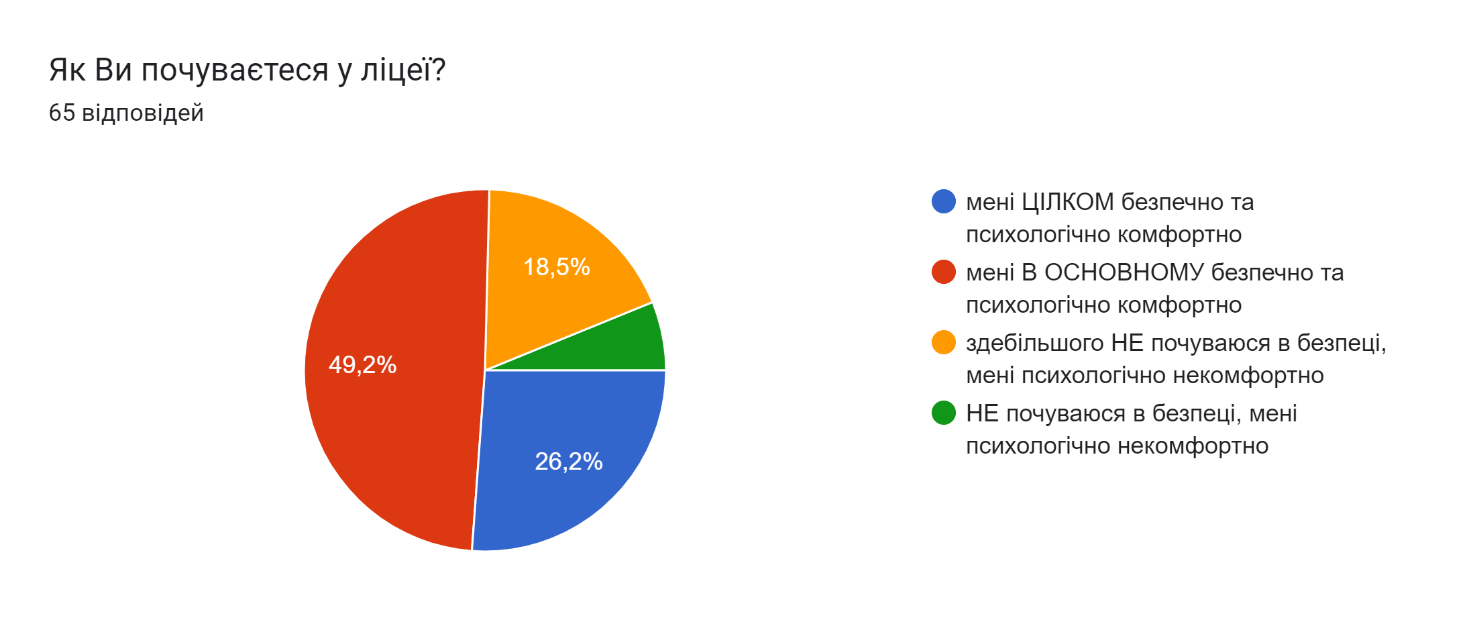 Як Ви почуваєтеся у ліцеї?
65 відповідей
18,5%
49,2%
26,2%
мені ЦІЛКОМ безпечно та
психологічно комфортно
мені В ОСНОВНОМУ безпечно та
психологічно комфортно
здебільшого НЕ почуваюся в безпеці,
мені психологічно некомфортно
НЕ почуваюся в безпеці, мені
психологічно некомфортно